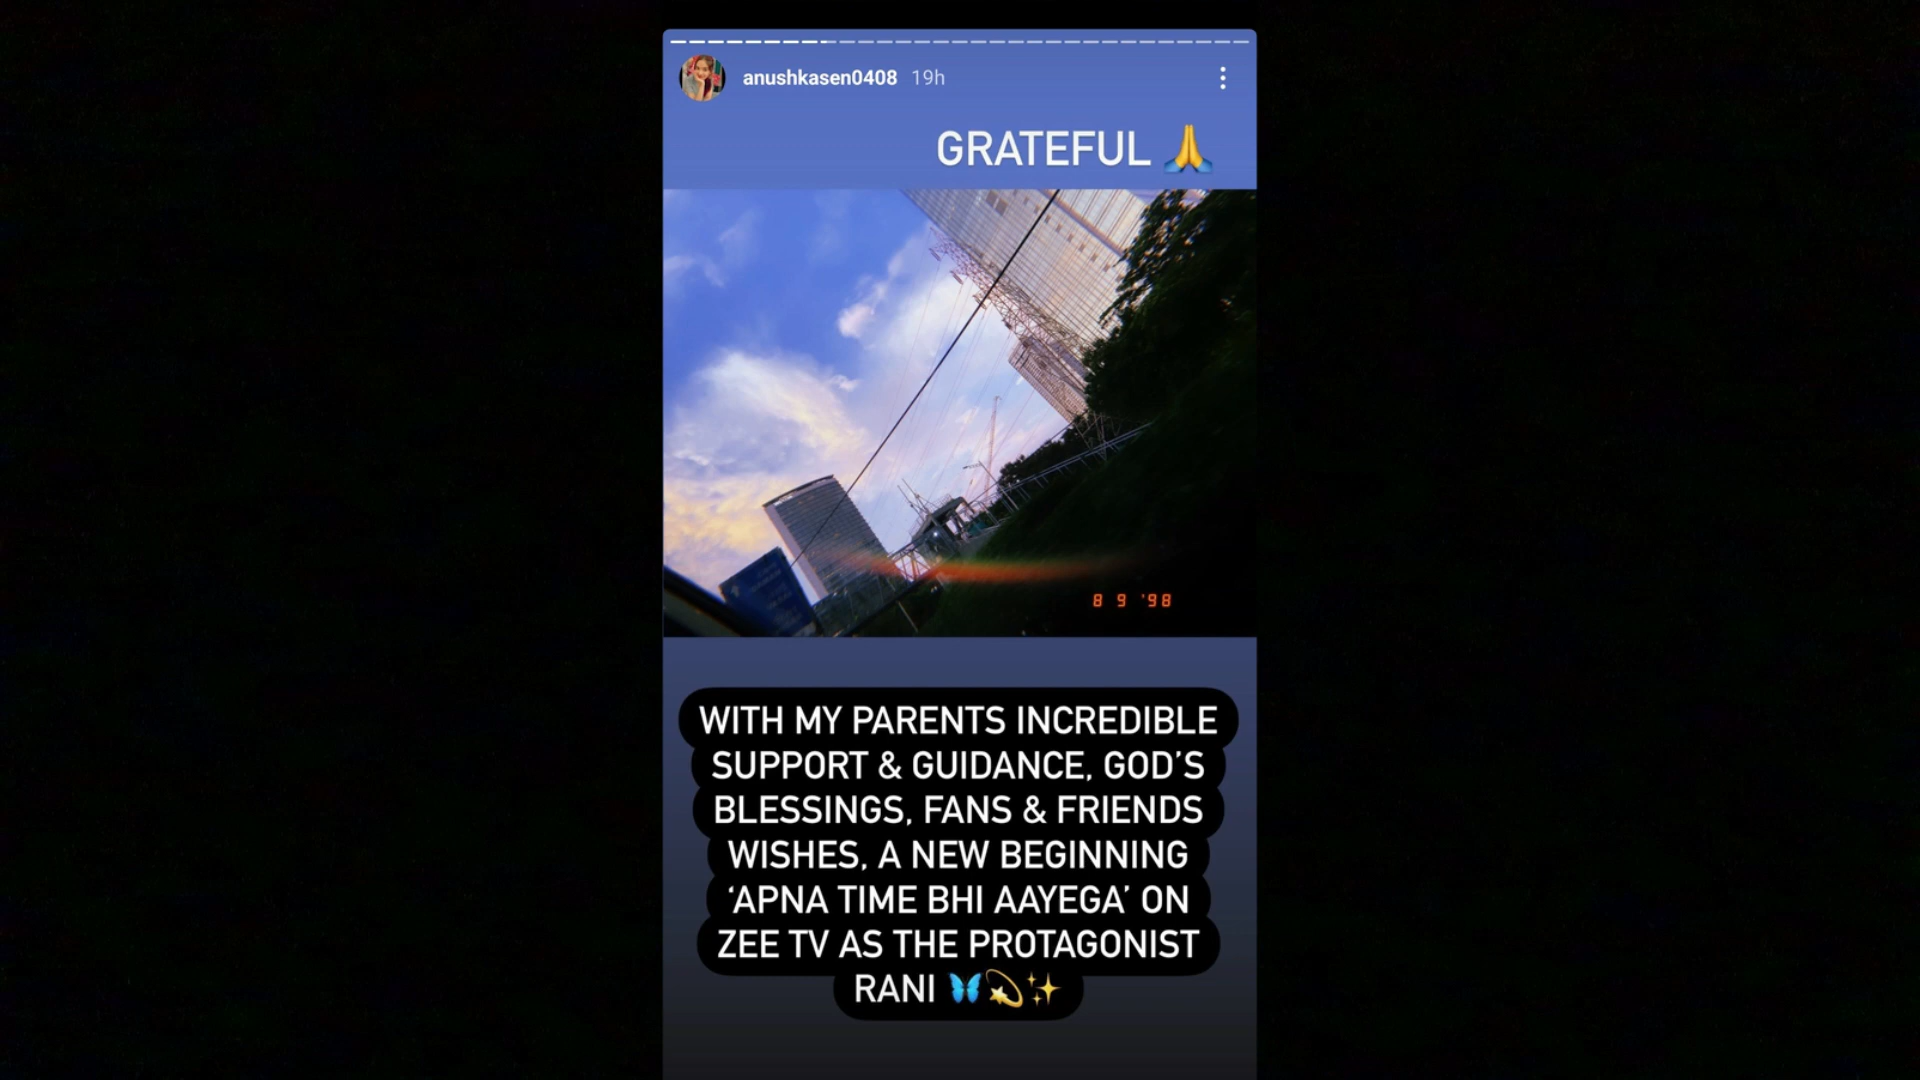 anushkasen0408 19h
GRATEFUL 🙏
8 9 '98
WITH MY PARENTS INCREDIBLE
SUPPORT & GUIDANCE, GOD'S
BLESSINGS, FANS & FRIENDS
WISHES, A NEW BEGINNING
‘APNA TIME BHI AAYEGA’ ON
ZEE TV AS THE PROTAGONIST
RANI 🦋💫✨